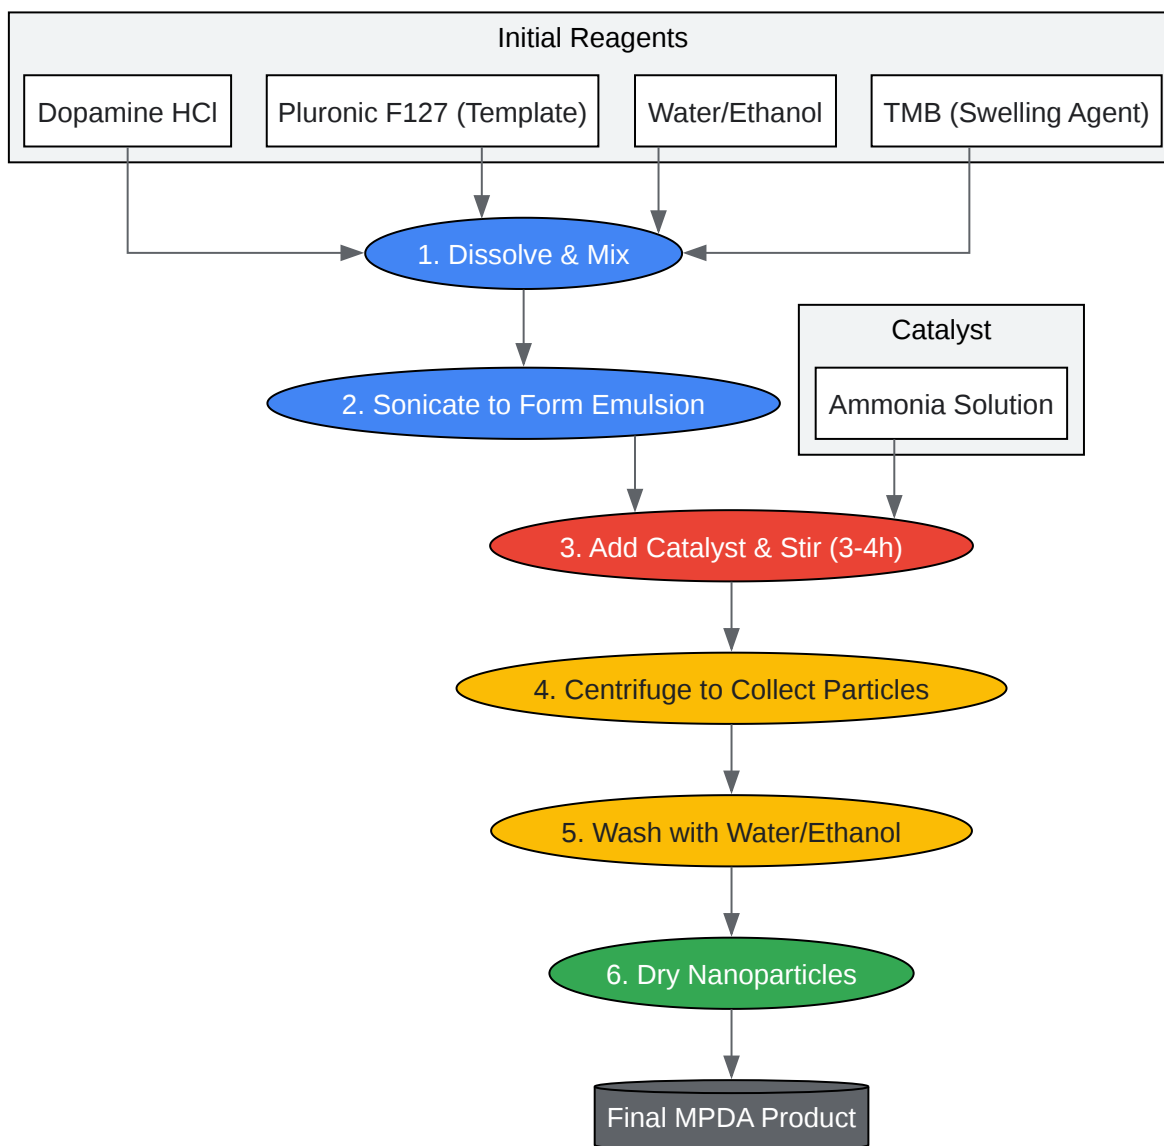 Initial Reagents
Dopamine HCl
Pluronic F127 (Template)
Water/Ethanol
TMB (Swelling Agent)
1. Dissolve & Mix
Catalyst
2. Sonicate to Form Emulsion
Ammonia Solution
3. Add Catalyst & Stir (3-4h)
4. Centrifuge to Collect Particles
5. Wash with Water/Ethanol
6. Dry Nanoparticles
Final MPDA Product